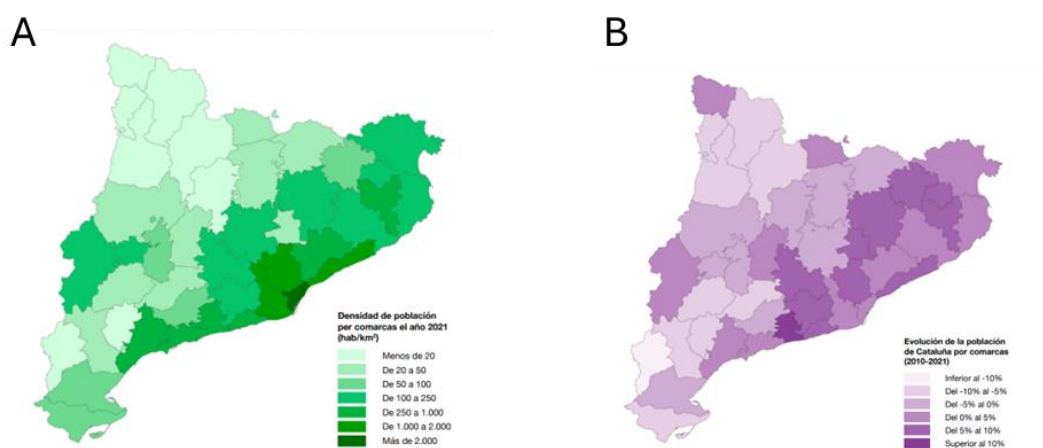 A
B
Densidad de población
por comarcas el año 2021
(hab/km²)
Menos de 20
De 20 a 50
De 50 a 100
De 100 a 250
De 250 a 1.000
De 1.000 a 2.000
Más de 2.000
Evolución de la población
de Cataluña por comarcas
(2010-2021)
Inferior al -10%
Del -10% al -5%
Del -5% al 0%
Del 0% al 5%
Del 5% al 10%
Superior al 10%